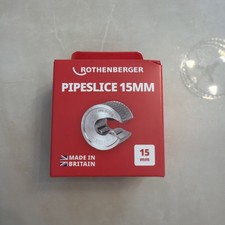 ROTHENBERGER
PIPESLICE 15MM
MADE IN
BRITAIN
15
mm